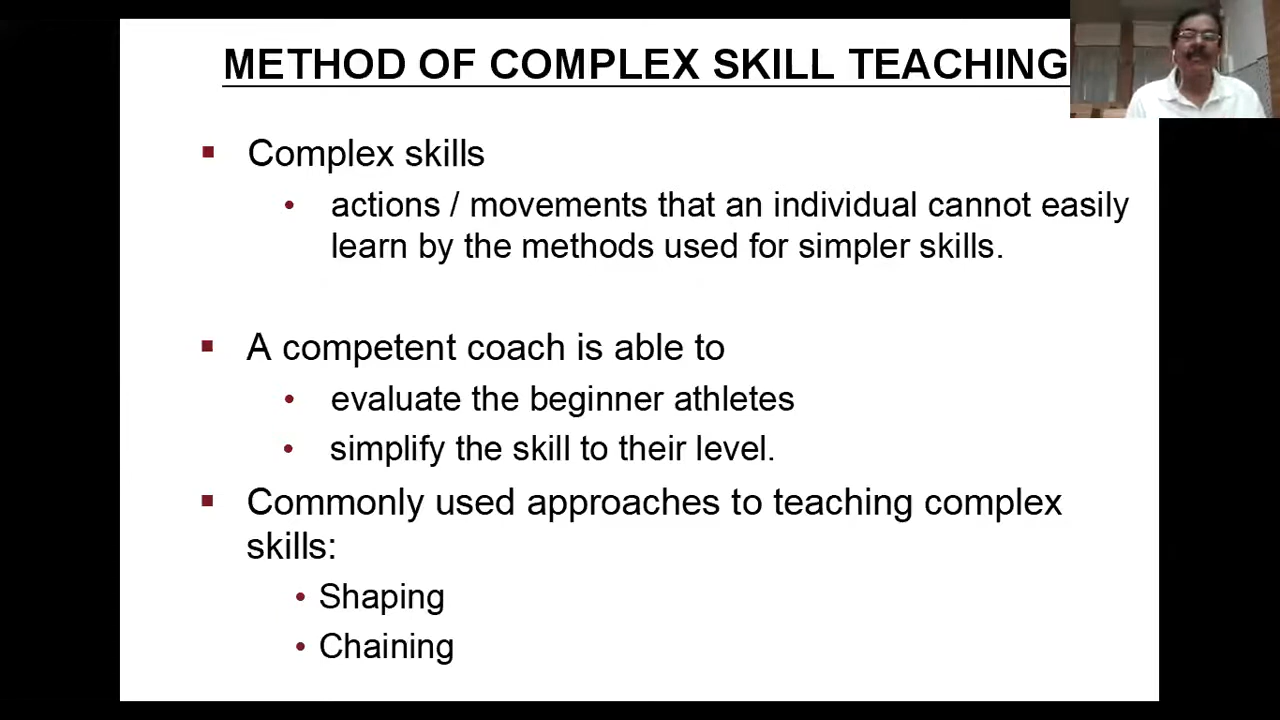 METHOD OF COMPLEX SKILL TEACHING
▪ Complex skills
• actions / movements that an individual cannot easily
learn by the methods used for simpler skills.
▪ A competent coach is able to
• evaluate the beginner athletes
• simplify the skill to their level.
▪ Commonly used approaches to teaching complex
skills:
• Shaping
• Chaining